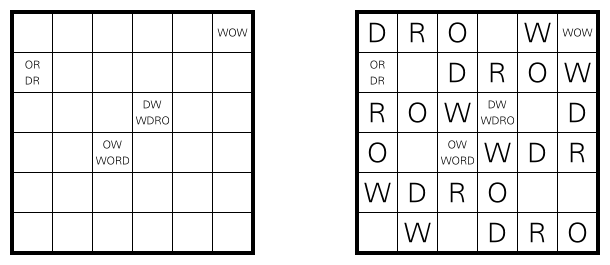 WOW
OR
DR
DW
WDRO
OW
WORD
D R O W WOW
OR
DR
D R O W
R O W
DW
WDRO
D
O
OW
WORD
W D R
W D R O
W D R O